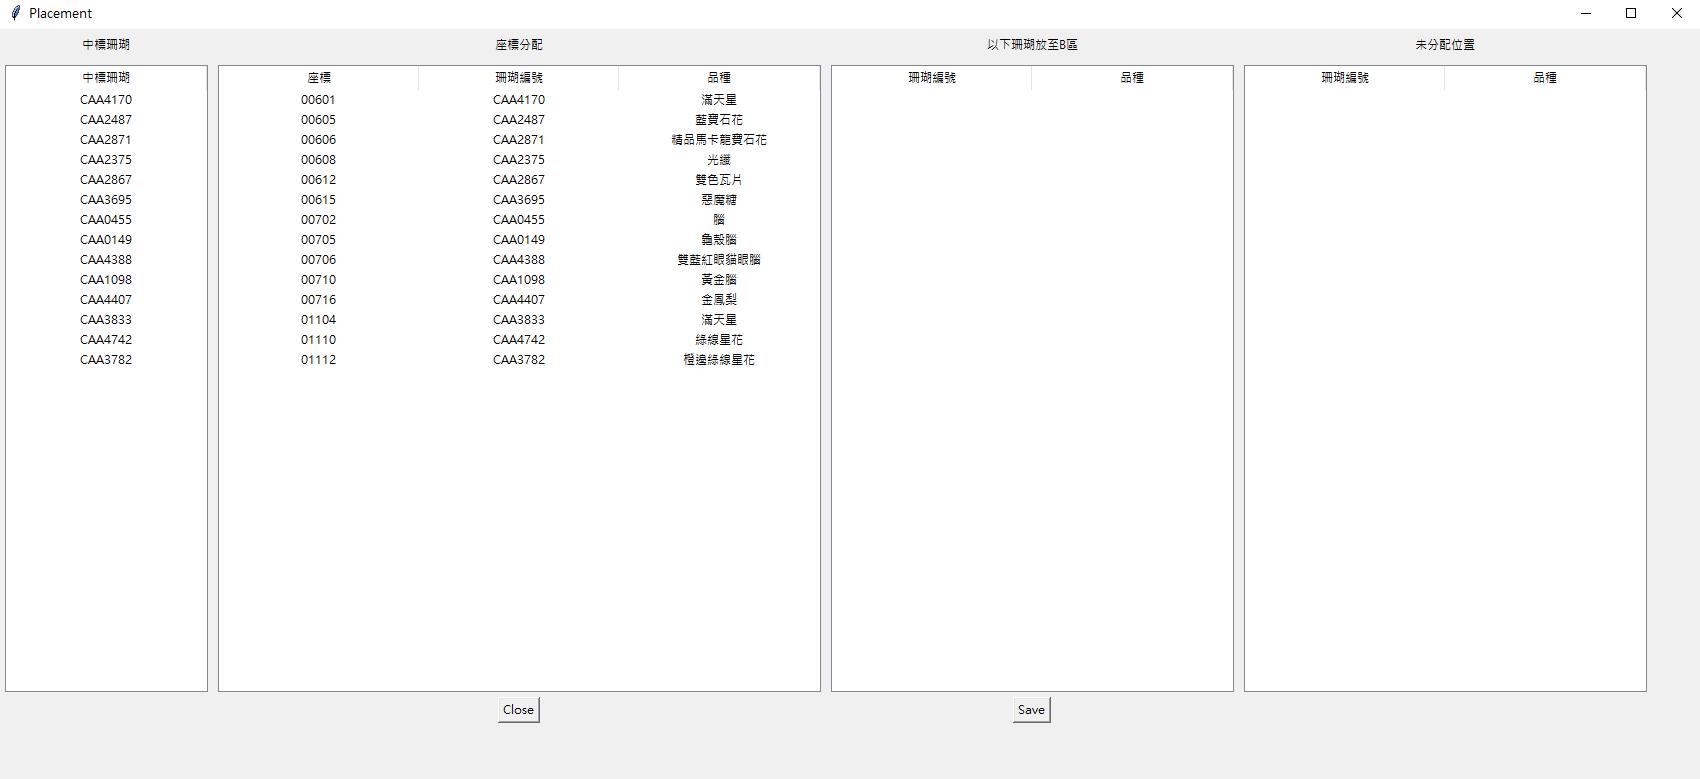 Placement
中標珊瑚 座標分配 以下珊瑚放至B區 未分配位置
中標珊瑚 座標 珊瑚編號 品種 珊瑚編號 品種 珊瑚編號 品種
CAA4170 00601 CAA4170 滿天星
CAA2487 00605 CAA2487 藍寶石花
CAA2871 00606 CAA2871 精品馬卡龍寶石花
CAA2375 00608 CAA2375 光纖
CAA2867 00612 CAA2867 雙色瓦片
CAA3695 00615 CAA3695 惡魔糖
CAA0455 00702 CAA0455 腦
CAA0149 00705 CAA0149 龜殼腦
CAA4388 00706 CAA4388 雙藍紅眼貓眼腦
CAA1098 00710 CAA1098 黃金腦
CAA4407 00716 CAA4407 金鳳梨
CAA3833 01104 CAA3833 滿天星
CAA4742 01110 CAA4742 綠線星花
CAA3782 01112 CAA3782 橙邊綠線星花
Close Save